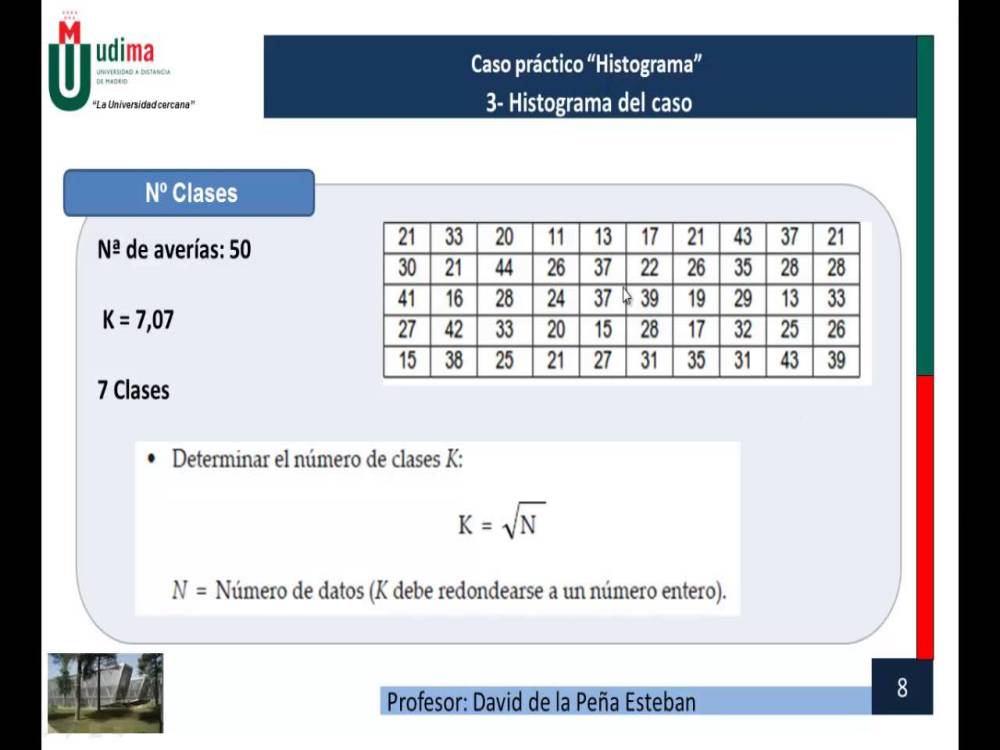 udima
UNIVERSIDAD A DISTANCIA
DE MADRID
"La Universidad cercana"
Caso práctico "Histograma"
3- Histograma del caso
Nº Clases
Nª de averías: 50
K = 7,07
7 Clases
21 33 20 11 13 17 21 43 37 21
30 21 44 26 37 22 26 35 28 28
41 16 28 24 37 39 19 29 13 33
27 42 33 20 15 28 17 32 25 26
15 38 25 21 27 31 35 31 43 39
• Determinar el número de clases K:
K = √N
N = Número de datos (K debe redondearse a un número entero).
Profesor: David de la Peña Esteban
8